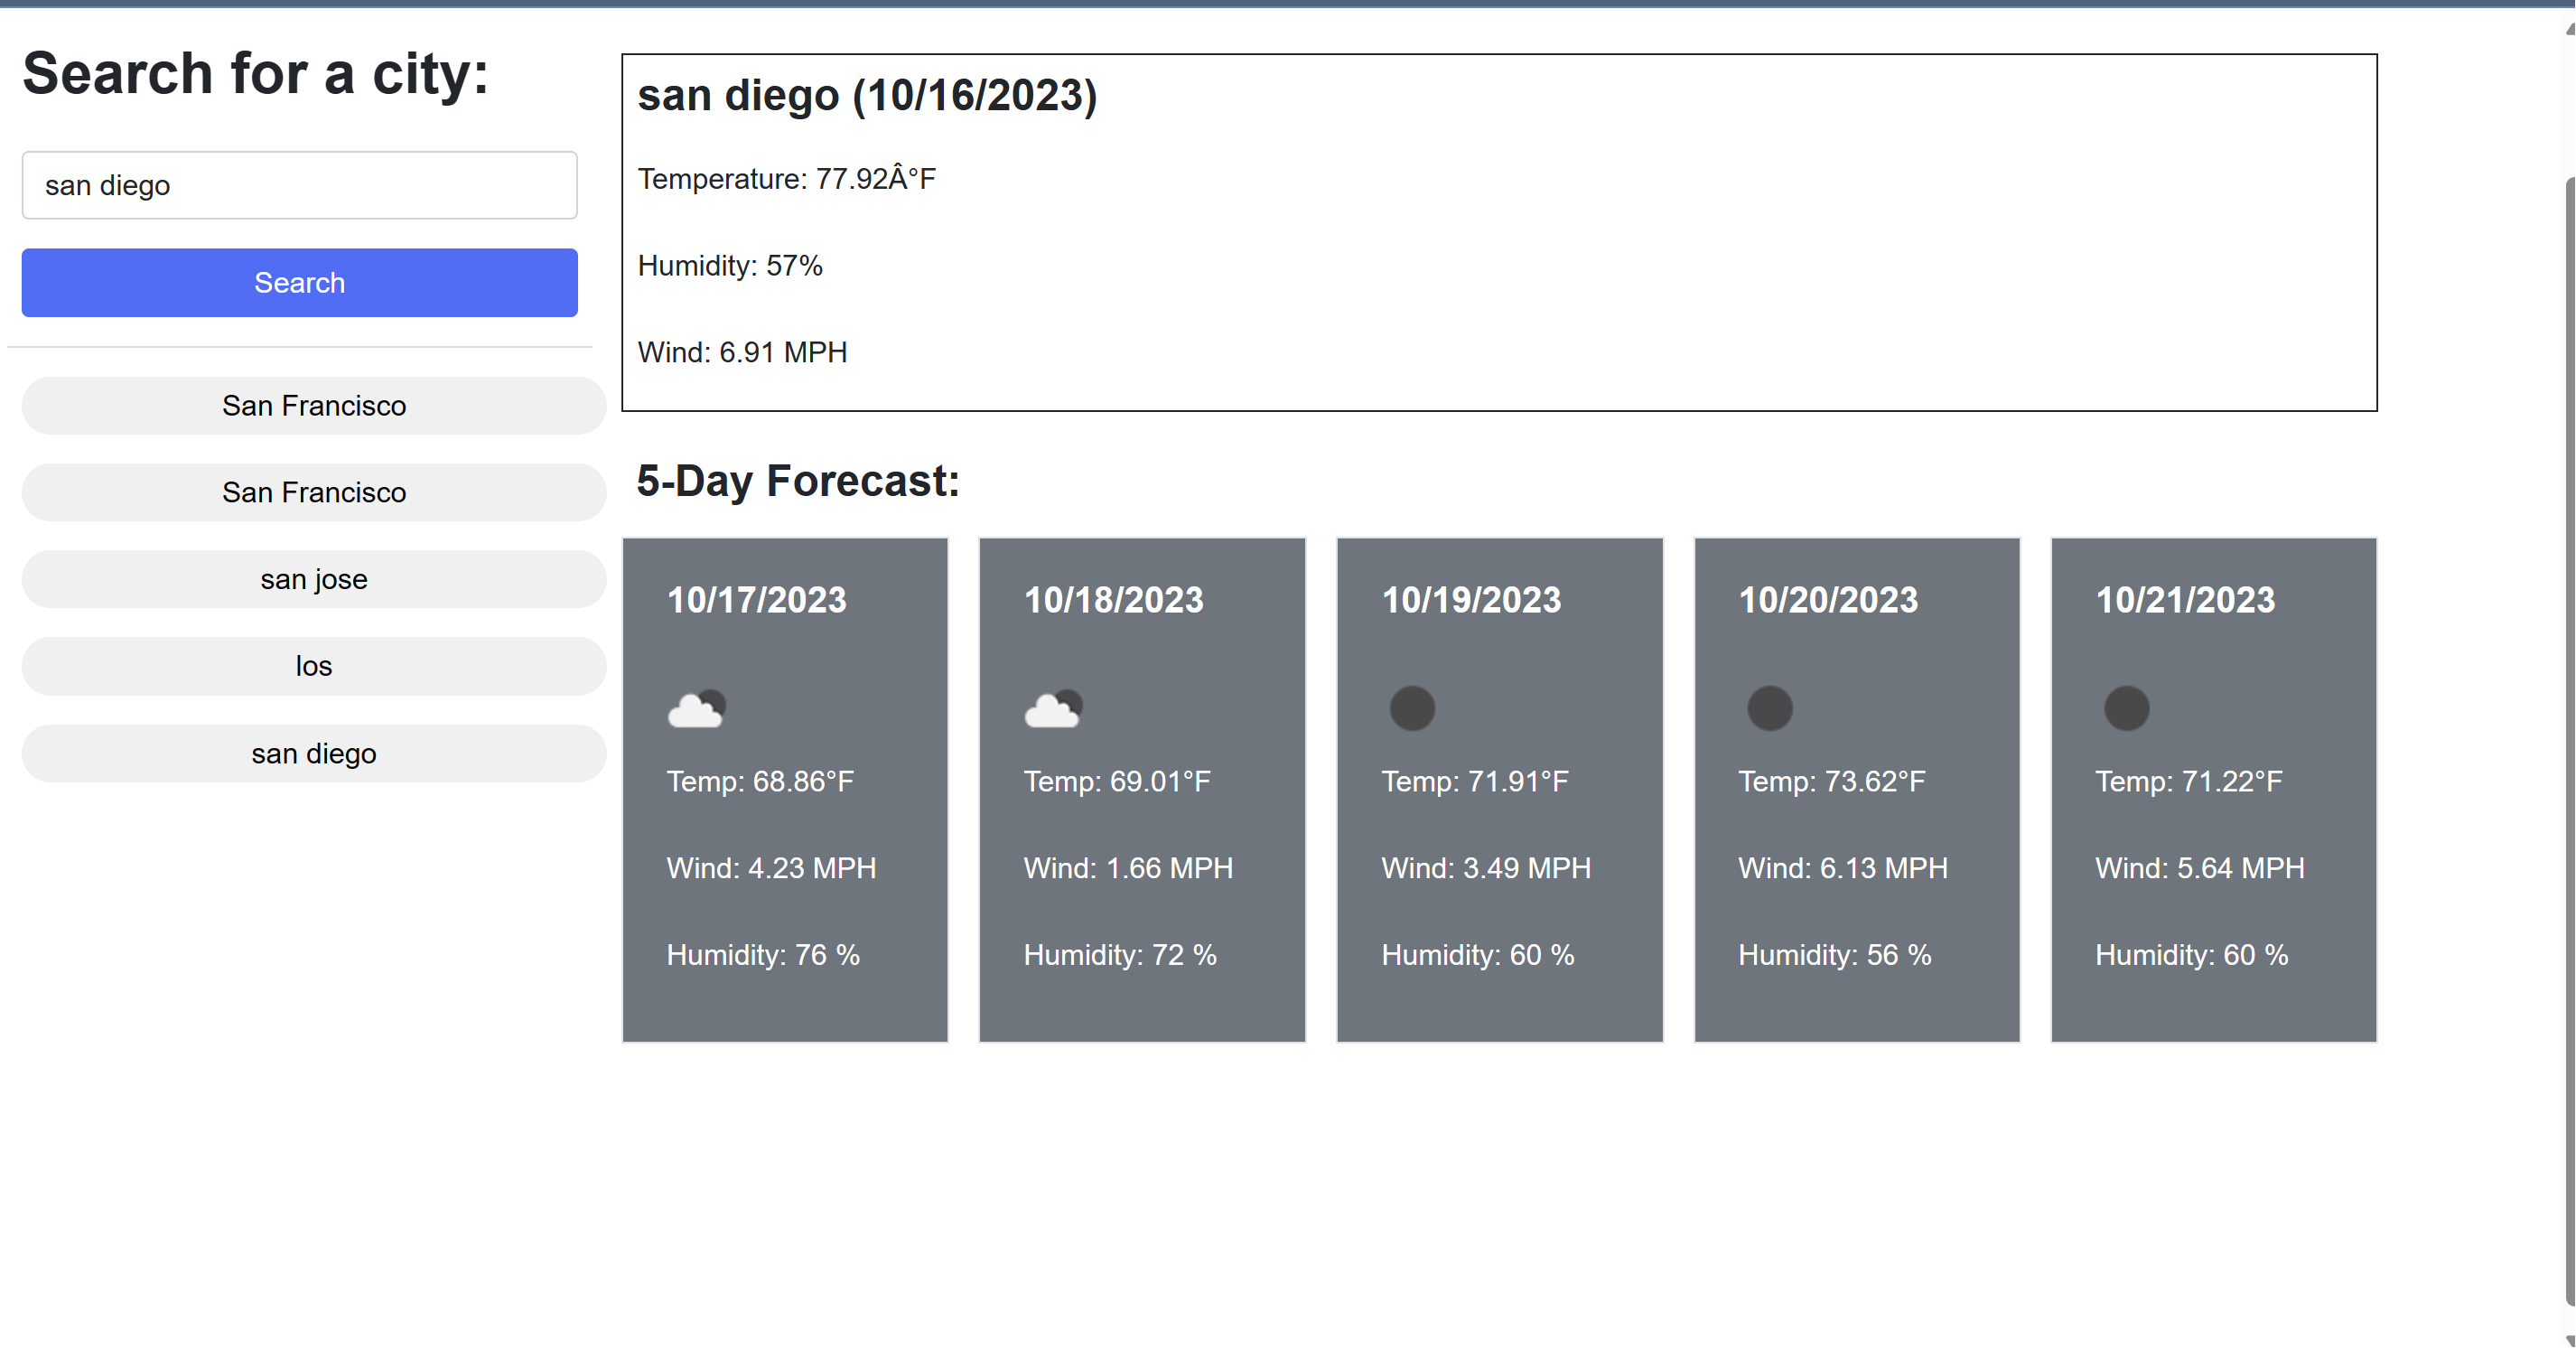 Search for a city:
san diego
Search
San Francisco
San Francisco
san jose
los
san diego
san diego (10/16/2023)
Temperature: 77.92Â°F
Humidity: 57%
Wind: 6.91 MPH
5-Day Forecast:
10/17/2023
Temp: 68.86°F
Wind: 4.23 MPH
Humidity: 76 %
10/18/2023
Temp: 69.01°F
Wind: 1.66 MPH
Humidity: 72 %
10/19/2023
Temp: 71.91°F
Wind: 3.49 MPH
Humidity: 60 %
10/20/2023
Temp: 73.62°F
Wind: 6.13 MPH
Humidity: 56 %
10/21/2023
Temp: 71.22°F
Wind: 5.64 MPH
Humidity: 60 %